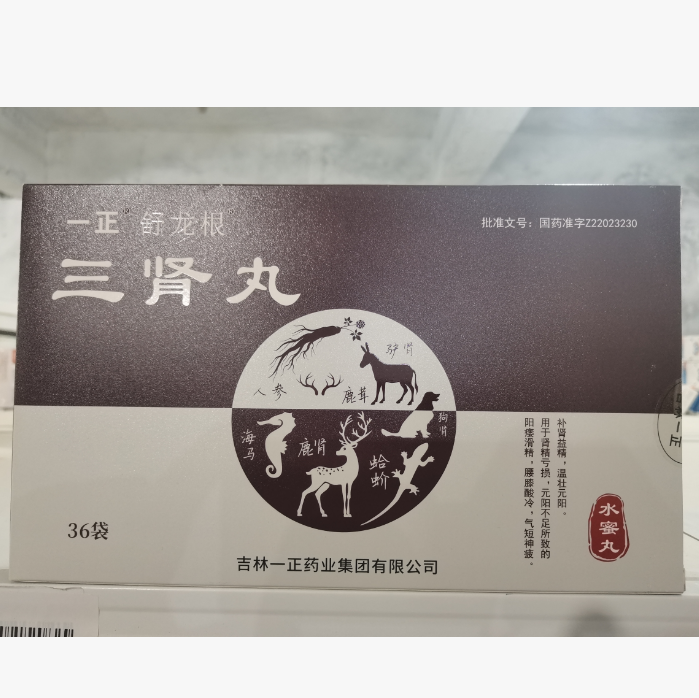 一正® 舒龙根®
三肾丸
批准文号：国药准字Z22023230
人参
鹿茸
驴肾
海马
鹿肾
狗肾
蛤蚧
补肾益精，温壮元阳。
用于肾精亏损，元阳不足所致的
阳痿滑精，腰膝酸冷，气短神疲。
水蜜丸
36袋
吉林一正药业集团有限公司